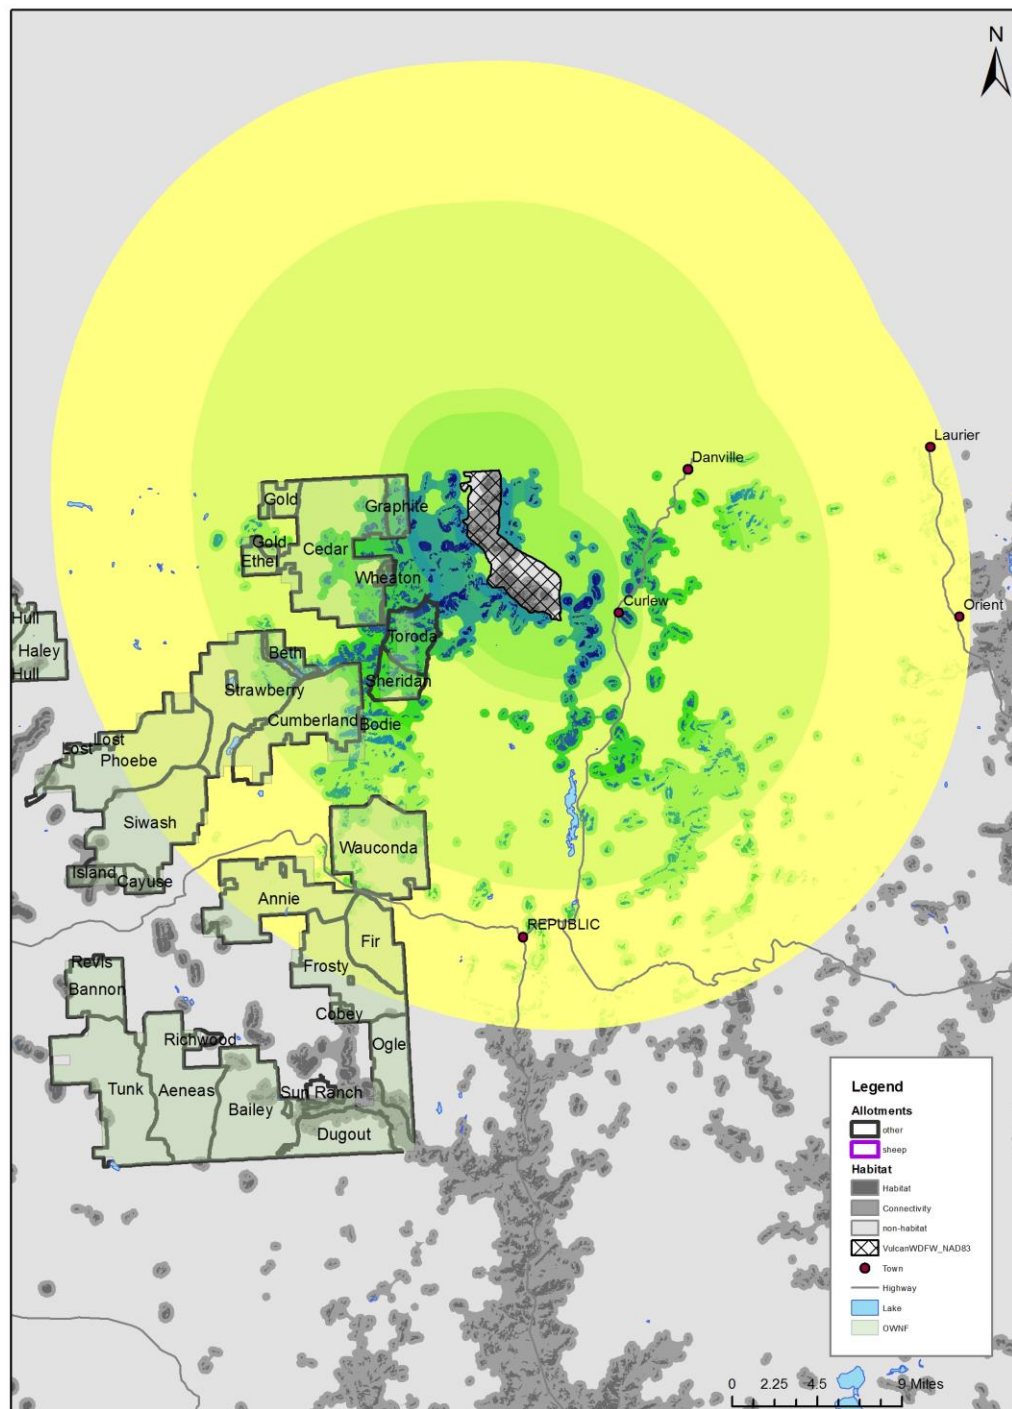 N
Laurier
Danville
Gold
Graphite
Gold
Cedar
Ethel
Wheaton
Curlew
Orient
Hull
Toroda
Haley
Beth
Hull
Sheridan
Strawberry
Cumberland
Bodie
Lost
Lost
Phoebe
Siwash
Wauconda
Island
Cayuse
Annie
REPUBLIC
Fir
Frosty
Revis
Bannon
Cobey
Richwood
Ogle
Tunk
Aeneas
Sun Ranch
Bailey
Dugout
Legend
Allotments
other
sheep
Habitat
Habitat
Connectivity
non-habitat
VulcanWDFW_NAD83
Town
Highway
Lake
OWNF
0 2.25 4.5 9 Miles